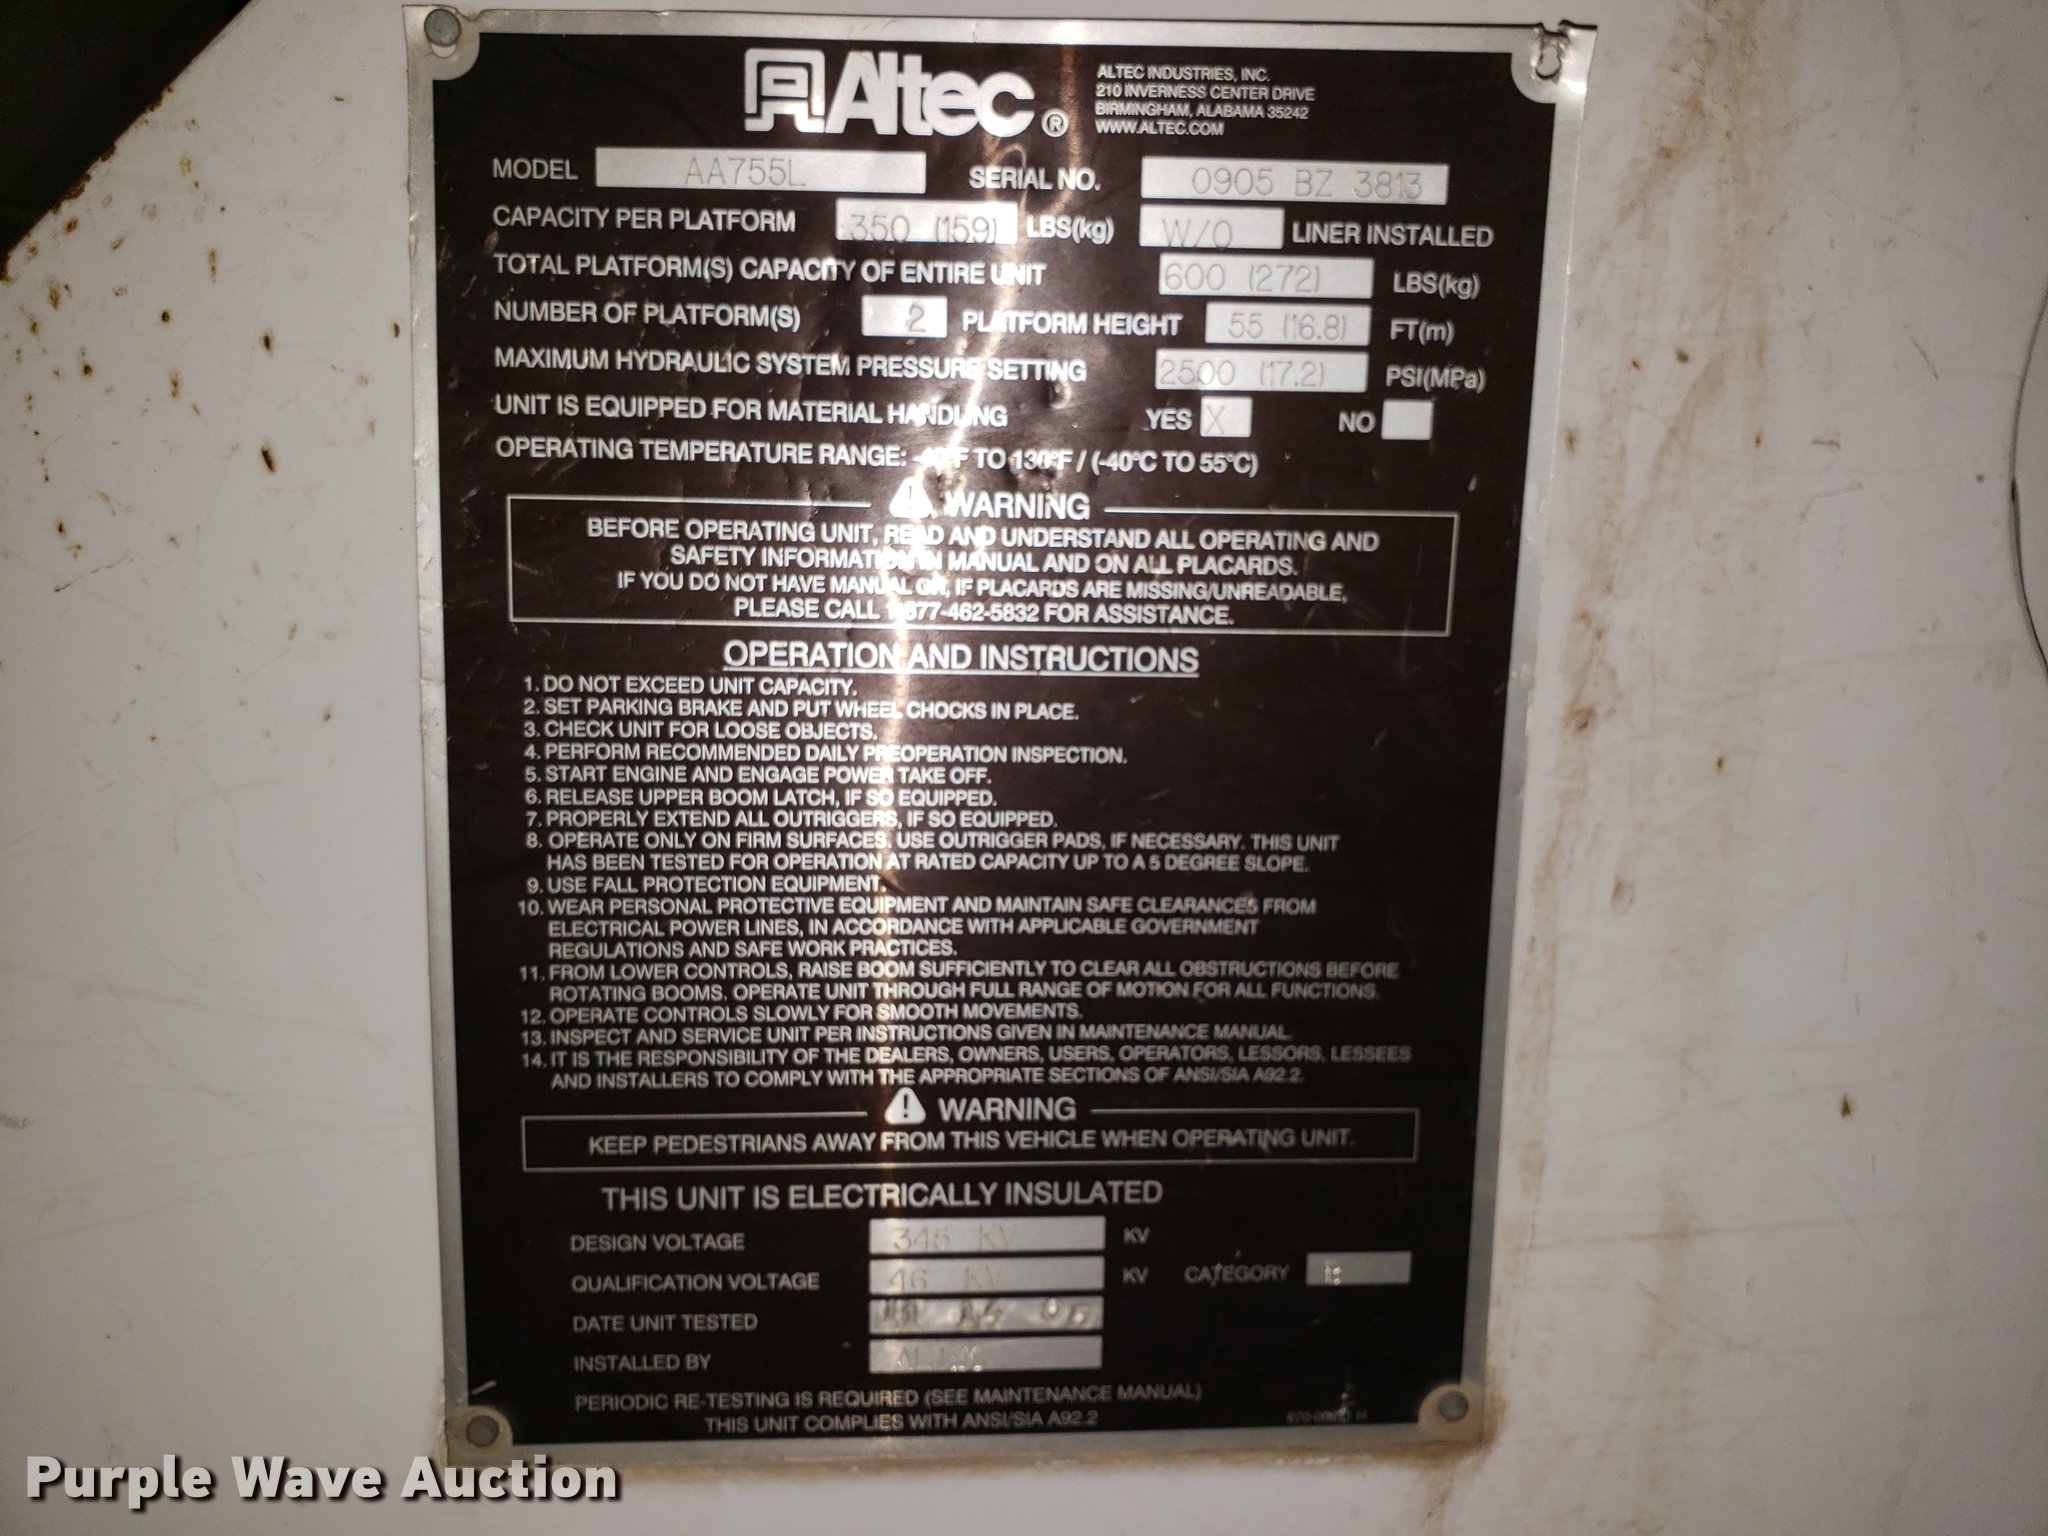 Altec®
ALTEC INDUSTRIES, INC.
210 INVERNESS CENTER DRIVE
BIRMINGHAM, ALABAMA 35242
WWW.ALTEC.COM
MODEL AA755L SERIAL NO. 0905 BZ 3813
CAPACITY PER PLATFORM 350 (159) LBS(kg) W/O LINER INSTALLED
TOTAL PLATFORM(S) CAPACITY OF ENTIRE UNIT 600 (272) LBS(kg)
NUMBER OF PLATFORM(S) 2 PLATFORM HEIGHT 55 (16.8) FT(m)
MAXIMUM HYDRAULIC SYSTEM PRESSURE SETTING 2500 (17.2) PSI(MPa)
UNIT IS EQUIPPED FOR MATERIAL HANDLING YES X NO
OPERATING TEMPERATURE RANGE: -40°F TO 130°F / (-40°C TO 55°C)
WARNING
BEFORE OPERATING UNIT, READ AND UNDERSTAND ALL OPERATING AND
SAFETY INFORMATION IN MANUAL AND ON ALL PLACARDS.
IF YOU DO NOT HAVE MANUAL OR, IF PLACARDS ARE MISSING/UNREADABLE,
PLEASE CALL 1-877-462-5832 FOR ASSISTANCE.
OPERATION AND INSTRUCTIONS
1. DO NOT EXCEED UNIT CAPACITY.
2. SET PARKING BRAKE AND PUT WHEEL CHOCKS IN PLACE.
3. CHECK UNIT FOR LOOSE OBJECTS.
4. PERFORM RECOMMENDED DAILY PREOPERATION INSPECTION.
5. START ENGINE AND ENGAGE POWER TAKE OFF.
6. RELEASE UPPER BOOM LATCH, IF SO EQUIPPED.
7. PROPERLY EXTEND ALL OUTRIGGERS, IF SO EQUIPPED.
8. OPERATE ONLY ON FIRM SURFACES. USE OUTRIGGER PADS, IF NECESSARY. THIS UNIT
HAS BEEN TESTED FOR OPERATION AT RATED CAPACITY UP TO A 5 DEGREE SLOPE.
9. USE FALL PROTECTION EQUIPMENT.
10. WEAR PERSONAL PROTECTIVE EQUIPMENT AND MAINTAIN SAFE CLEARANCES FROM
ELECTRICAL POWER LINES, IN ACCORDANCE WITH APPLICABLE GOVERNMENT
REGULATIONS AND SAFE WORK PRACTICES.
11. FROM LOWER CONTROLS, RAISE BOOM SUFFICIENTLY TO CLEAR ALL OBSTRUCTIONS BEFORE
ROTATING BOOMS. OPERATE UNIT THROUGH FULL RANGE OF MOTION FOR ALL FUNCTIONS.
12. OPERATE CONTROLS SLOWLY FOR SMOOTH MOVEMENTS.
13. INSPECT AND SERVICE UNIT PER INSTRUCTIONS GIVEN IN MAINTENANCE MANUAL.
14. IT IS THE RESPONSIBILITY OF THE DEALERS, OWNERS, USERS, OPERATORS, LESSORS, LESSEES
AND INSTALLERS TO COMPLY WITH THE APPROPRIATE SECTIONS OF ANSI/SIA A92.2.
WARNING
KEEP PEDESTRIANS AWAY FROM THIS VEHICLE WHEN OPERATING UNIT.
THIS UNIT IS ELECTRICALLY INSULATED
DESIGN VOLTAGE 345 KV KV
QUALIFICATION VOLTAGE 46 KV KV CATEGORY
DATE UNIT TESTED
INSTALLED BY
PERIODIC RE-TESTING IS REQUIRED (SEE MAINTENANCE MANUAL)
THIS UNIT COMPLIES WITH ANSI/SIA A92.2
Purple Wave Auction